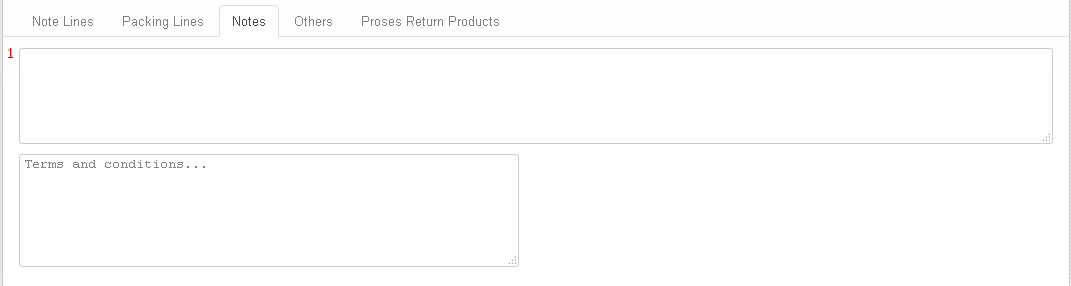 Note Lines Packing Lines Notes Others Proses Return Products
1
Terms and conditions...